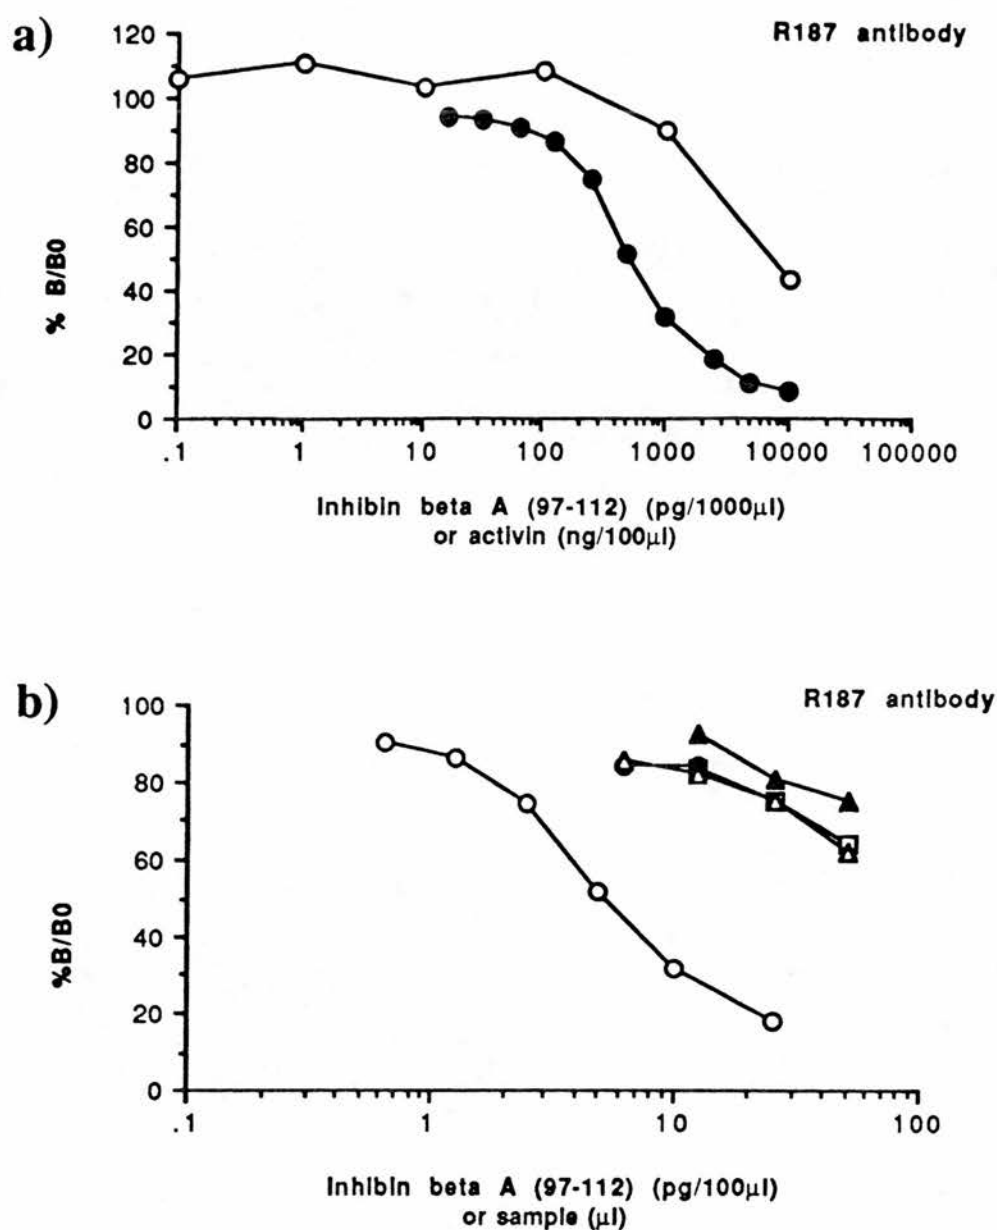 a)
R187 antibody
120
100
80
60
40
20
0
% B/B0
.1 1 10 100 1000 10000 100000
Inhibin beta A (97-112) (pg/1000µl)
or activin (ng/100µl)
b)
R187 antibody
100
80
60
40
20
0
%B/B0
.1 1 10 100
Inhibin beta A (97-112) (pg/100µl)
or sample (µl)